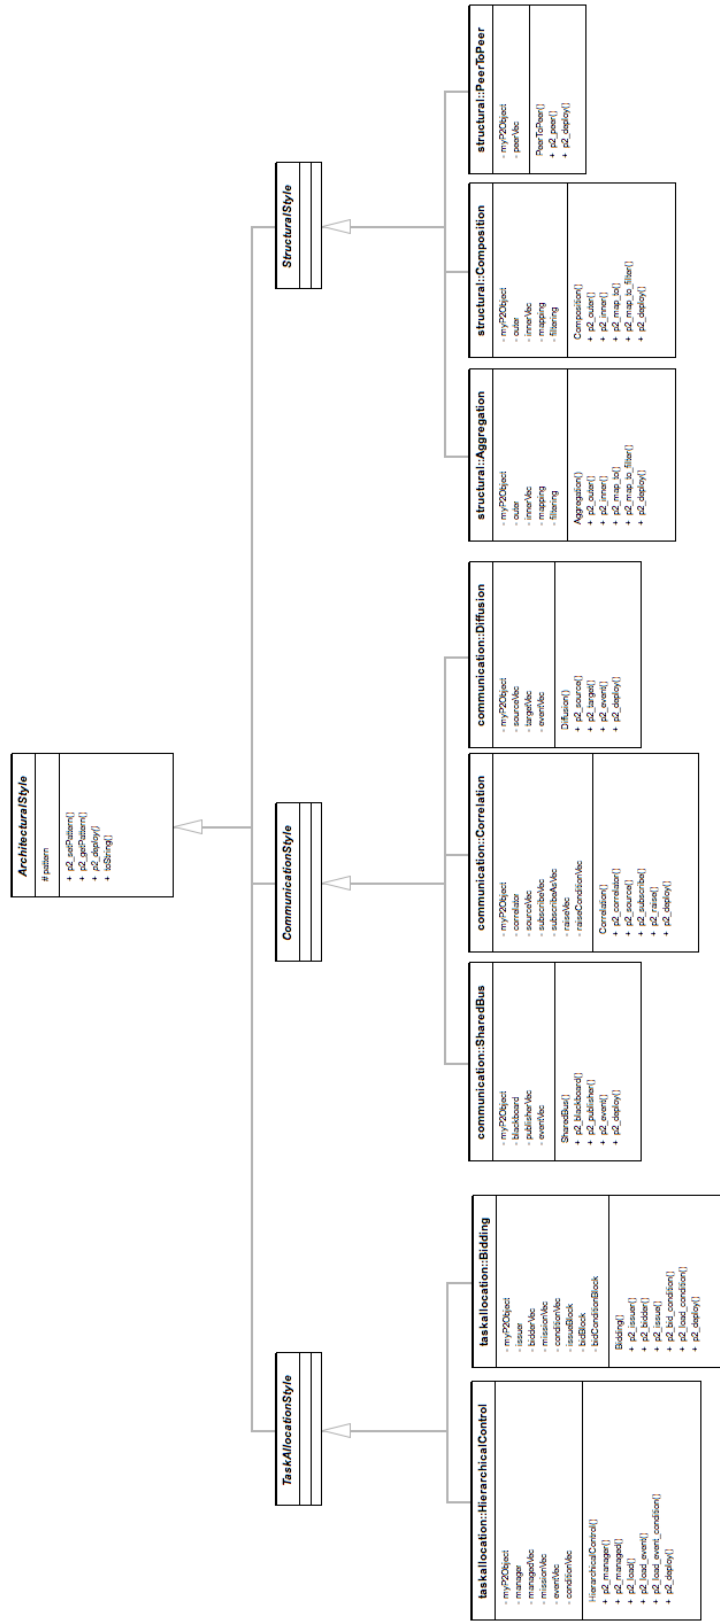 ArchitecturalStyle
# pattern
+ p2_setPattern()
+ p2_getPattern()
+ p2_deploy()
+ toString()
TaskAllocationStyle
CommunicationStyle
StructuralStyle
taskallocation::HierarchicalControl
- myP2Object
- manager
- managedVec
- missionVec
- eventVec
- conditionVec
HierarchicalControl()
+ p2_manager()
+ p2_managed()
+ p2_load()
+ p2_load_event()
+ p2_load_event_condition()
+ p2_deploy()
taskallocation::Bidding
- myP2Object
- issuer
- bidderVec
- missionVec
- conditionVec
- issueBlock
- bidBlock
- bidConditionBlock
Bidding()
+ p2_issuer()
+ p2_bidder()
+ p2_issue()
+ p2_bid_condition()
+ p2_load_condition()
+ p2_deploy()
communication::SharedBus
- myP2Object
- blackboard
- publisherVec
- eventVec
SharedBus()
+ p2_blackboard()
+ p2_publisher()
+ p2_event()
+ p2_deploy()
communication::Correlation
- myP2Object
- correlator
- sourceVec
- subscribeVec
- subscribeAsVec
- raiseVec
- raiseConditionVec
Correlation()
+ p2_correlator()
+ p2_source()
+ p2_subscribe()
+ p2_raise()
+ p2_deploy()
communication::Diffusion
- myP2Object
- sourceVec
- targetVec
- eventVec
Diffusion()
+ p2_source()
+ p2_target()
+ p2_event()
+ p2_deploy()
structural::Aggregation
- myP2Object
- outer
- innerVec
- mapping
- filtering
Aggregation()
+ p2_outer()
+ p2_inner()
+ p2_map_to()
+ p2_map_to_filter()
+ p2_deploy()
structural::Composition
- myP2Object
- outer
- innerVec
- mapping
- filtering
Composition()
+ p2_outer()
+ p2_inner()
+ p2_map_to()
+ p2_map_to_filter()
+ p2_deploy()
structural::PeerToPeer
- myP2Object
- peerVec
PeerToPeer()
+ p2_peer()
+ p2_deploy()